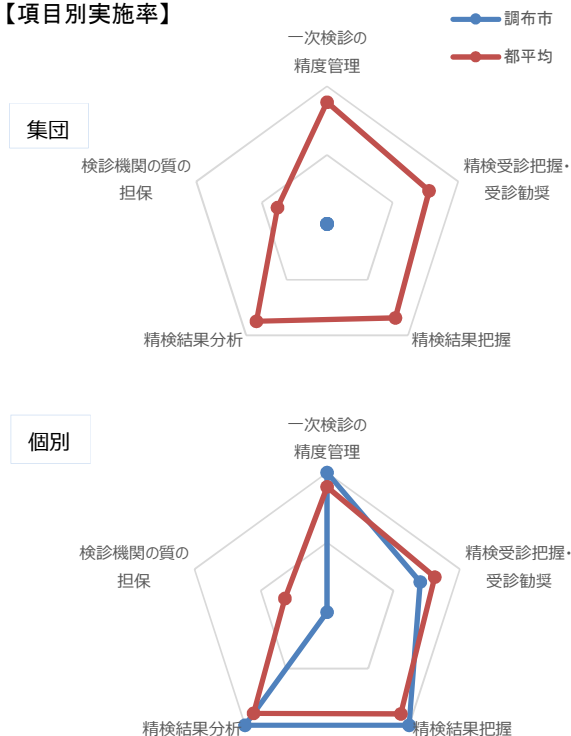 【項目別実施率】
調布市
都平均
集団
一次検診の
精度管理
精検受診把握・
受診勧奨
精検結果把握
精検結果分析
検診機関の質の
担保
個別
一次検診の
精度管理
精検受診把握・
受診勧奨
精検結果把握
精検結果分析
検診機関の質の
担保